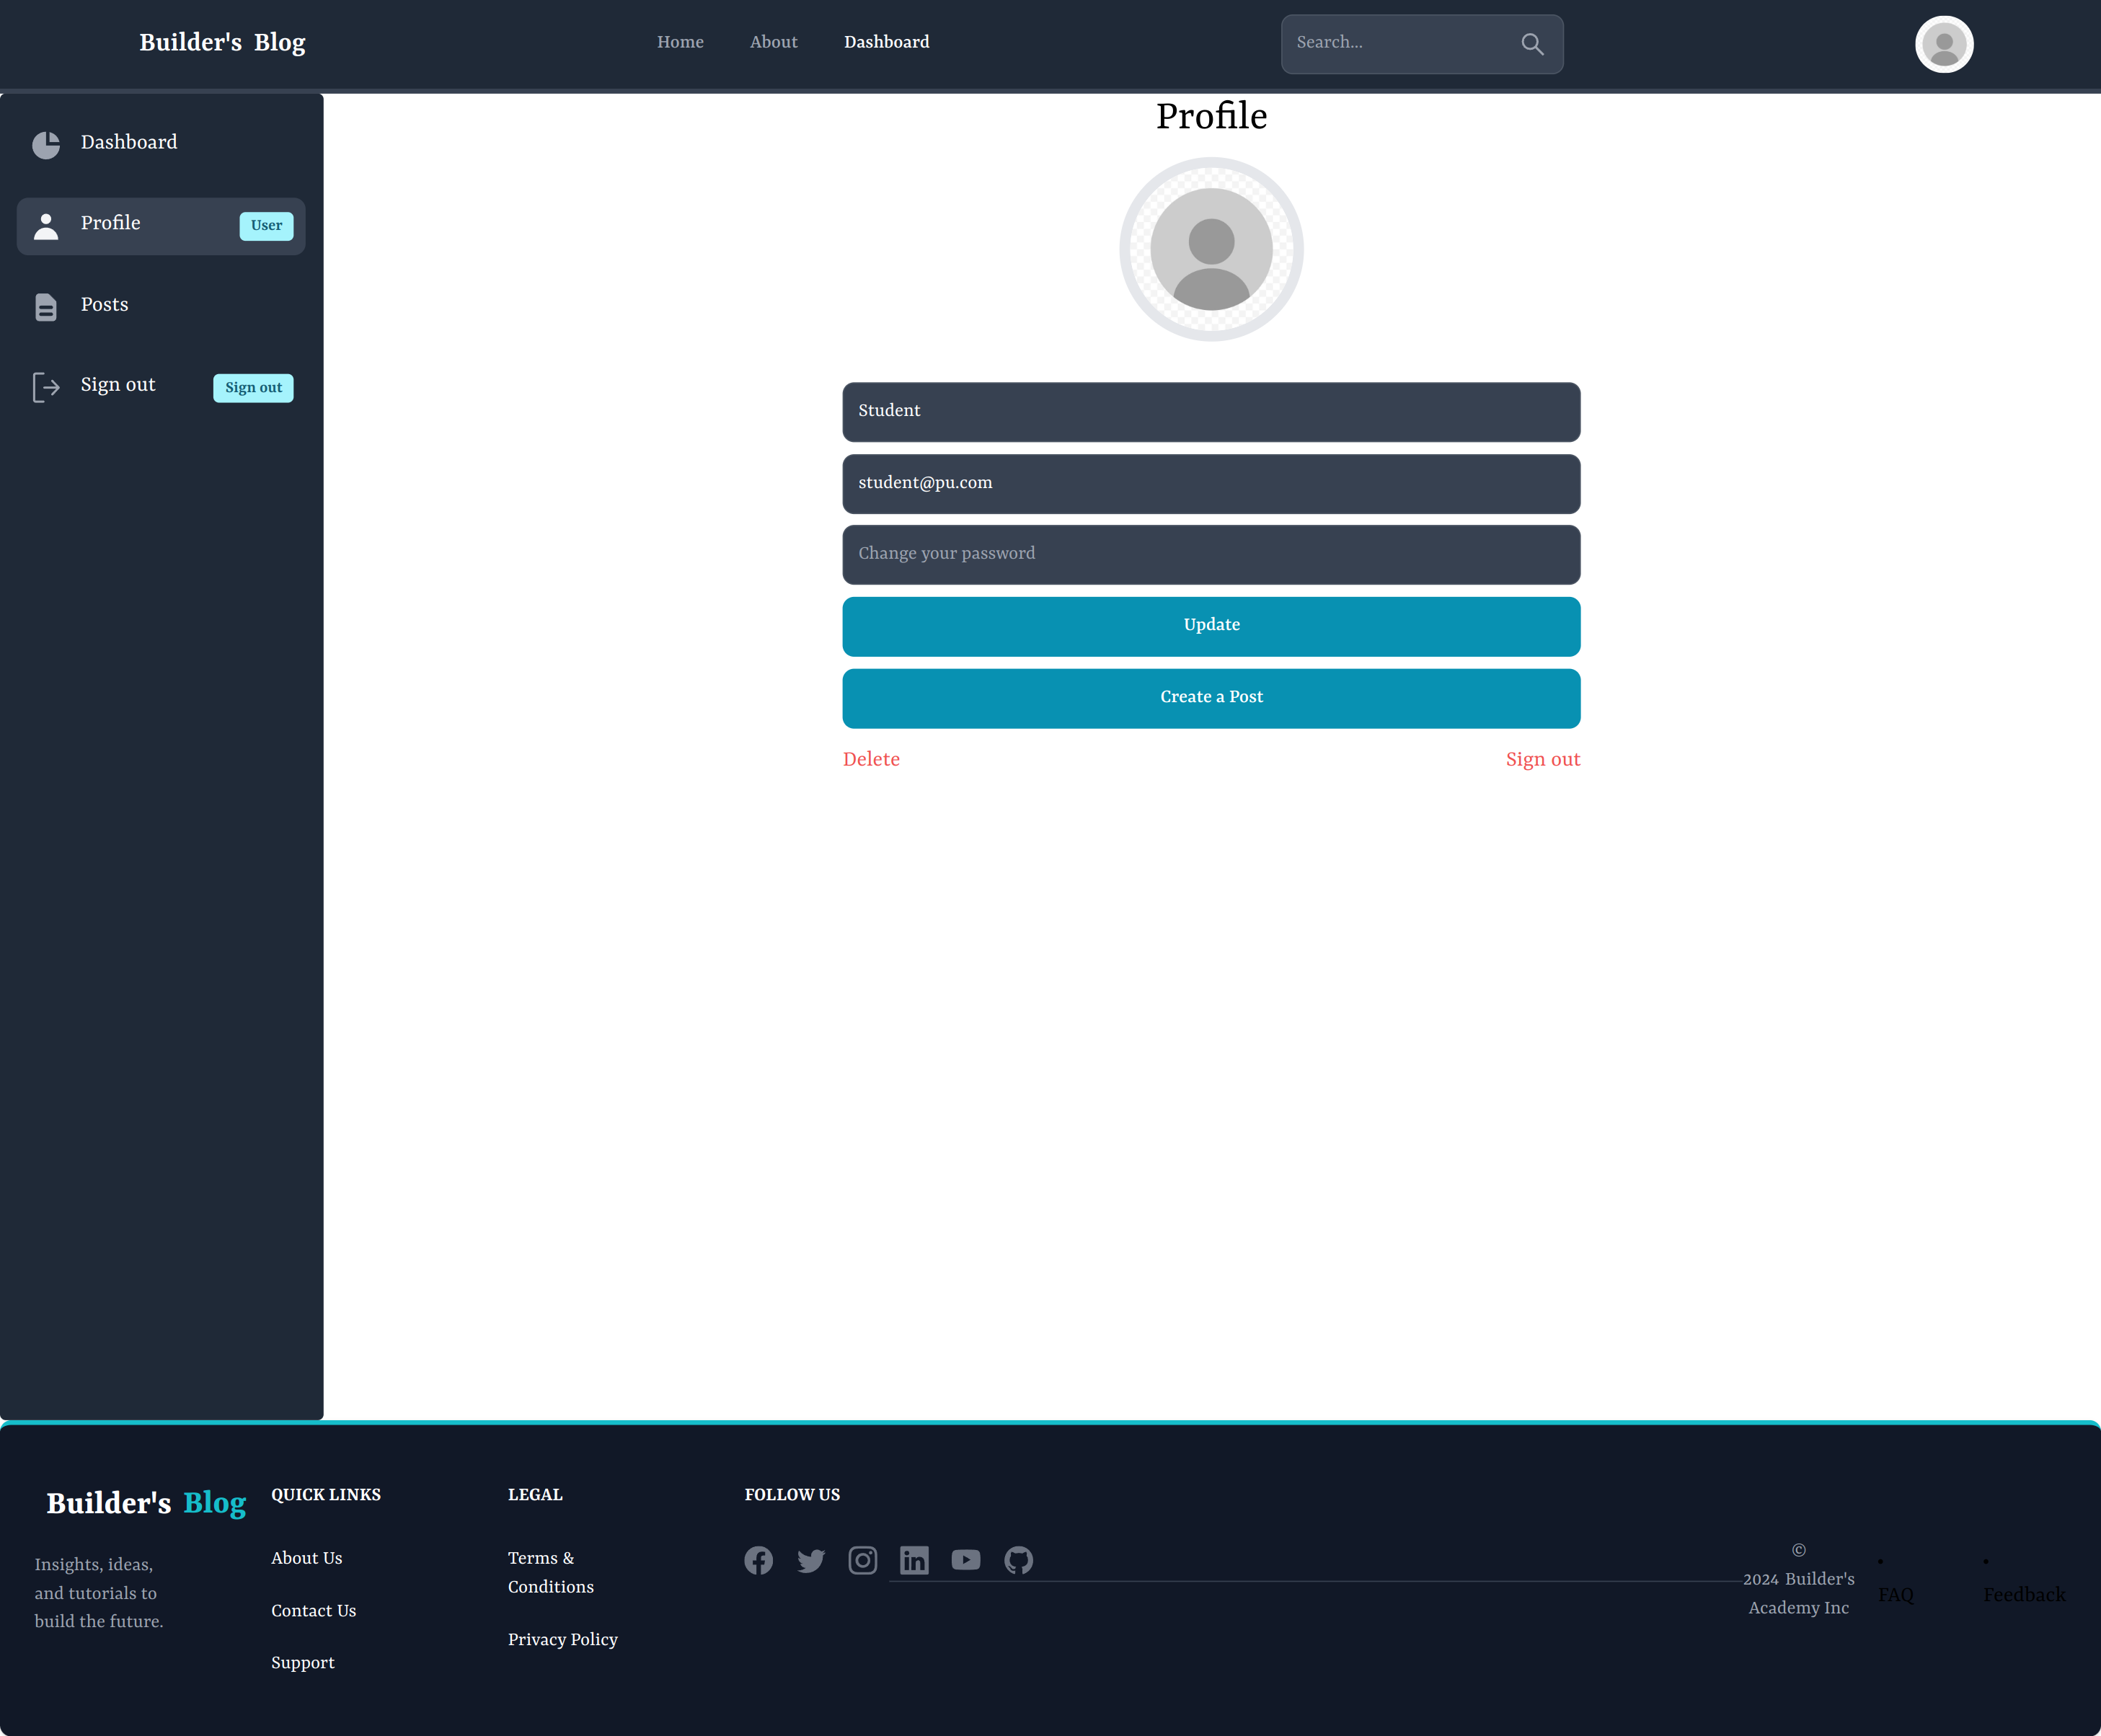 Builder's Blog
Home
About
Dashboard
Search...
Dashboard
Profile
User
Posts
Sign out
Sign out
Profile
Student
student@pu.com
Change your password
Update
Create a Post
Delete
Sign out
Builder's Blog
Insights, ideas,
and tutorials to
build the future.
QUICK LINKS
About Us
Contact Us
Support
LEGAL
Terms &
Conditions
Privacy Policy
FOLLOW US
©
2024 Builder's
Academy Inc
FAQ
Feedback